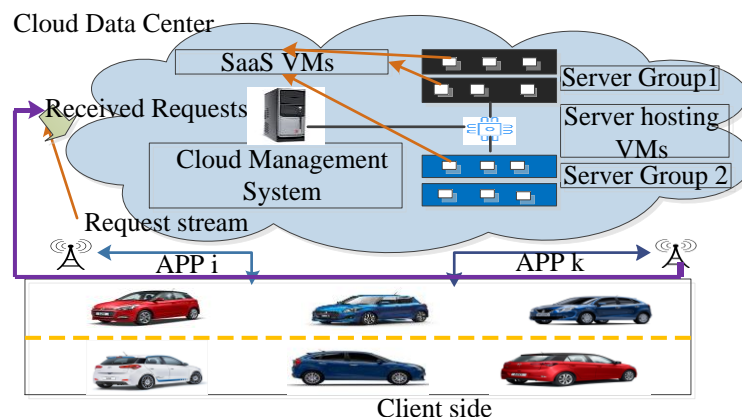 Cloud Data Center
SaaS VMs
Server Group1
Received Requests
Server hosting
VMs
Cloud Management
System
Server Group 2
Request stream
APP i
APP k
Client side